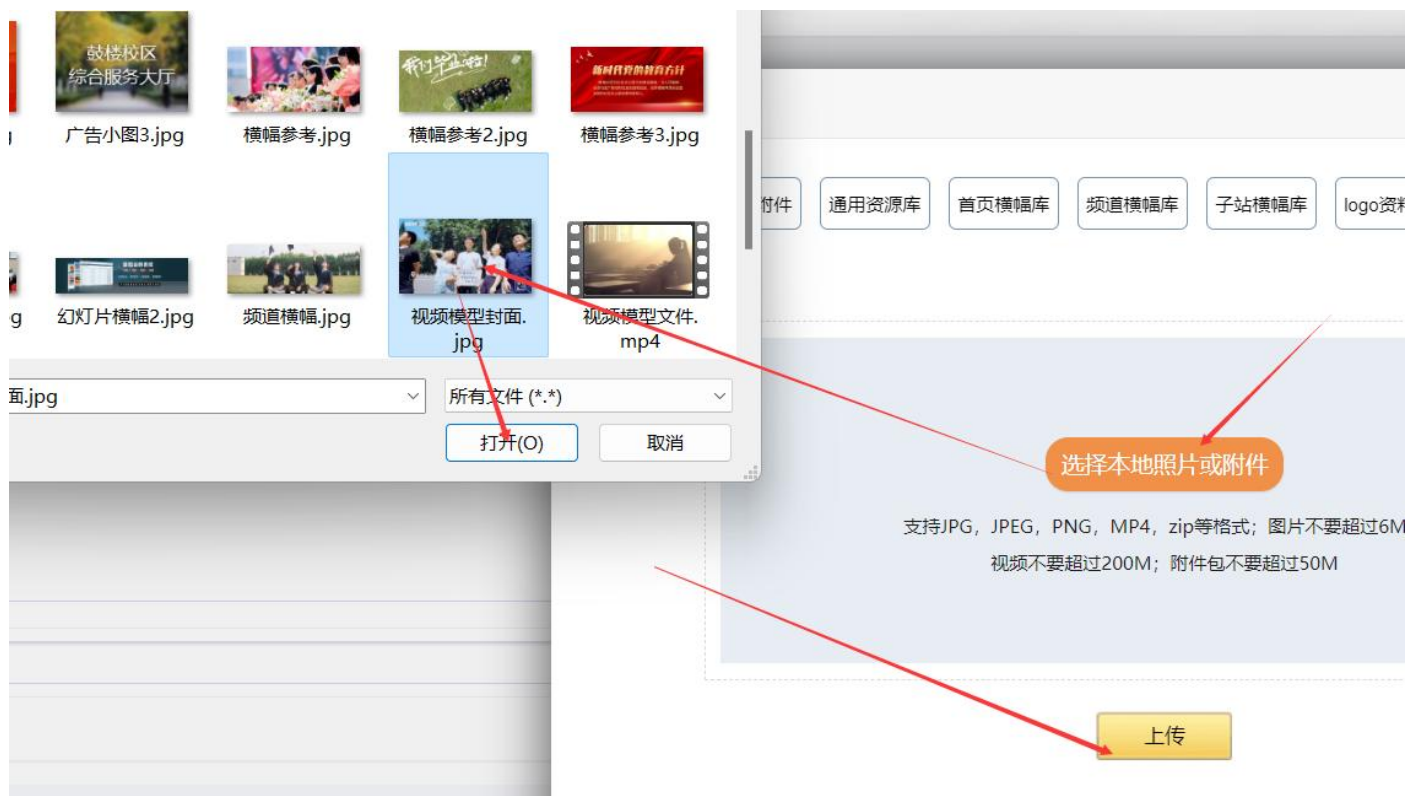 鼓楼校区
综合服务大厅
我们毕业啦!
新时代党的教育方针
广告小图3.jpg
横幅参考.jpg
横幅参考2.jpg
横幅参考3.jpg
附件
通用资源库
首页横幅库
频道横幅库
子站横幅库
logo资料
幻灯片横幅2.jpg
频道横幅.jpg
视频模型封面.
jpg
视频模型文件.
mp4
面.jpg
所有文件 (*.*)
打开(O)
取消
选择本地照片或附件
支持JPG，JPEG，PNG，MP4，zip等格式；图片不要超过6M
视频不要超过200M；附件包不要超过50M
上传